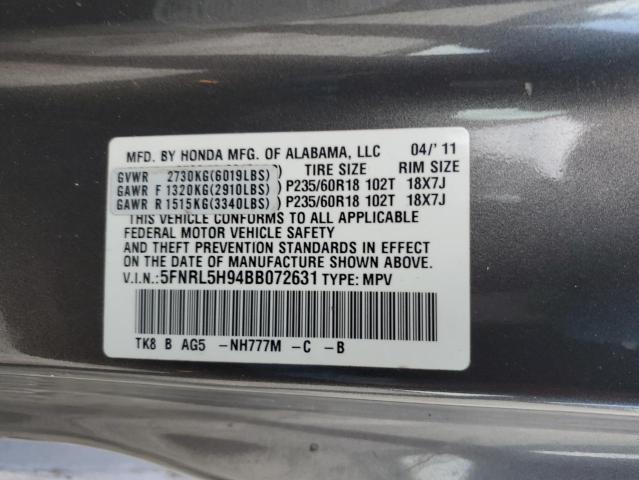 MFD. BY HONDA MFG. OF ALABAMA, LLC 04/'11
TIRE SIZE RIM SIZE
GVWR 2730KG(6019LBS)
GAWR F 1320KG(2910LBS) P235/60R18 102T 18X7J
GAWR R 1515KG(3340LBS) P235/60R18 102T 18X7J
THIS VEHICLE CONFORMS TO ALL APPLICABLE
FEDERAL MOTOR VEHICLE SAFETY
AND THEFT PREVENTION STANDARDS IN EFFECT
ON THE DATE OF MANUFACTURE SHOWN ABOVE.
V.I.N.: 5FNRL5H94BB072631 TYPE: MPV
TK8 B AG5 -NH777M -C -B